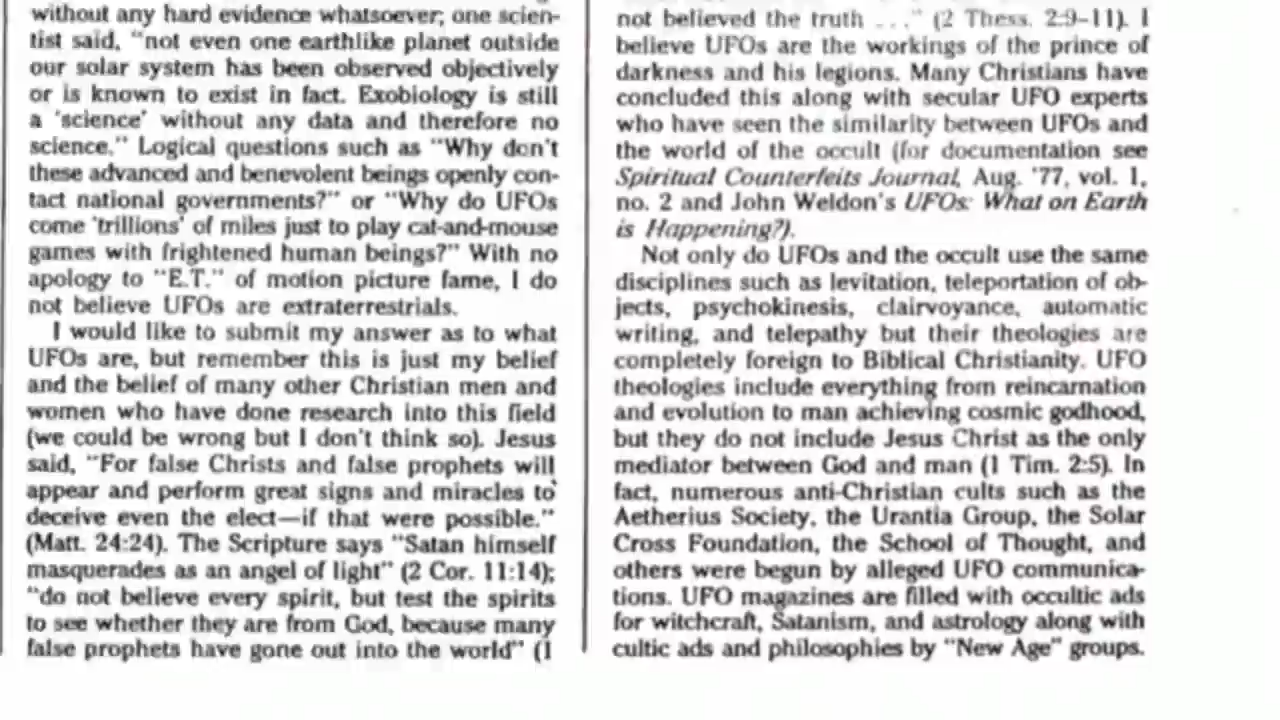 without any hard evidence whatsoever; one scien-
tist said, "not even one earthlike planet outside
our solar system has been observed objectively
or is known to exist in fact. Exobiology is still
a 'science' without any data and therefore no
science." Logical questions such as "Why don't
these advanced and benevolent beings openly con-
tact national governments?" or "Why do UFOs
come 'trillions' of miles just to play cat-and-mouse
games with frightened human beings?" With no
apology to "E.T." of motion picture fame, I do
not believe UFOs are extraterrestrials.
I would like to submit my answer as to what
UFOs are, but remember this is just my belief
and the belief of many other Christian men and
women who have done research into this field
(we could be wrong but I don't think so). Jesus
said, "For false Christs and false prophets will
appear and perform great signs and miracles to
deceive even the elect—if that were possible."
(Matt. 24:24). The Scripture says "Satan himself
masquerades as an angel of light" (2 Cor. 11:14);
"do not believe every spirit, but test the spirits
to see whether they are from God, because many
false prophets have gone out into the world" (1
not believed the truth . . ." (2 Thess. 2:9–11). I
believe UFOs are the workings of the prince of
darkness and his legions. Many Christians have
concluded this along with secular UFO experts
who have seen the similarity between UFOs and
the world of the occult (for documentation see
Spiritual Counterfeits Journal, Aug. '77, vol. 1,
no. 2 and John Weldon's UFOs: What on Earth
is Happening?).
Not only do UFOs and the occult use the same
disciplines such as levitation, teleportation of ob-
jects, psychokinesis, clairvoyance, automatic
writing, and telepathy but their theologies are
completely foreign to Biblical Christianity. UFO
theologies include everything from reincarnation
and evolution to man achieving cosmic godhood,
but they do not include Jesus Christ as the only
mediator between God and man (1 Tim. 2:5). In
fact, numerous anti-Christian cults such as the
Aetherius Society, the Urantia Group, the Solar
Cross Foundation, the School of Thought, and
others were begun by alleged UFO communica-
tions. UFO magazines are filled with occultic ads
for witchcraft, Satanism, and astrology along with
cultic ads and philosophies by "New Age" groups.